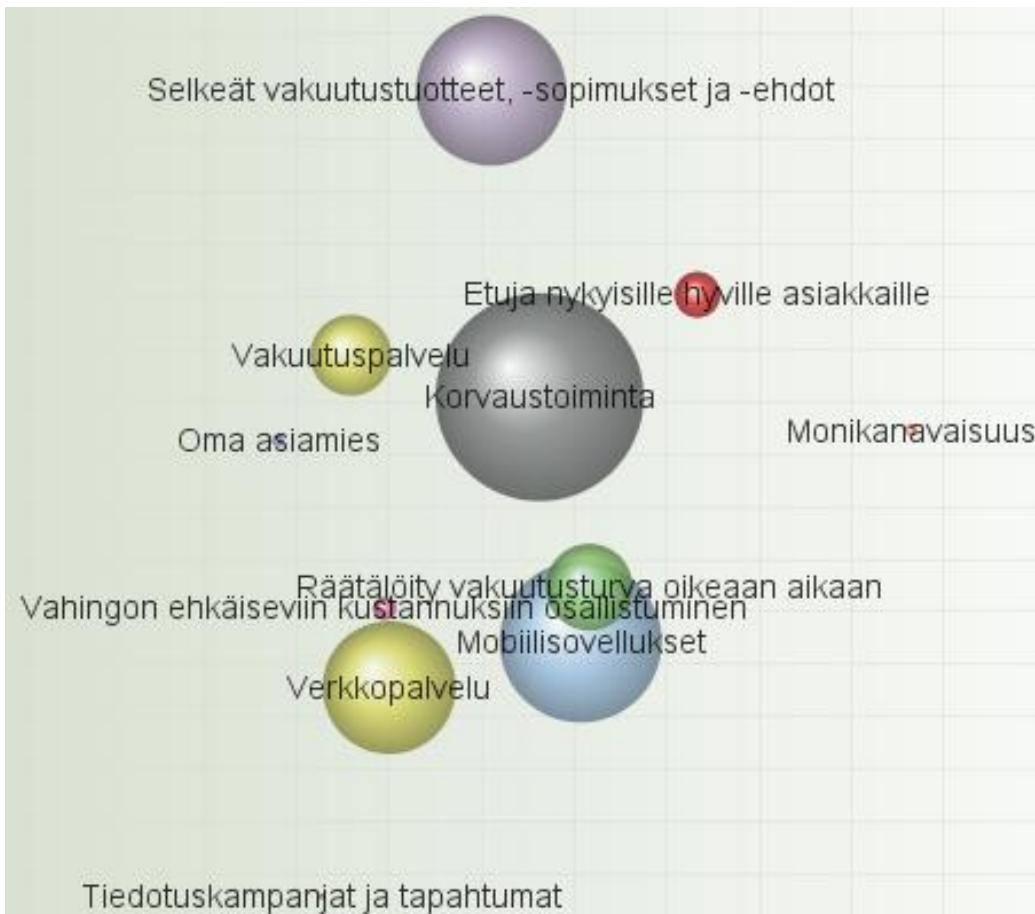 Selkeät vakuutustuotteet, -sopimukset ja -ehdot
Etuja nykyisille hyville asiakkaille
Vakuutuspalvelu
Korvaustoiminta
Oma asiamies
Monikanavaisuus
Räätälöity vakuutusturva oikeaan aikaan
Vahingon ehkäiseviin kustannuksiin osallistuminen
Mobiilisovellukset
Verkkopalvelu
Tiedotuskampanjat ja tapahtumat